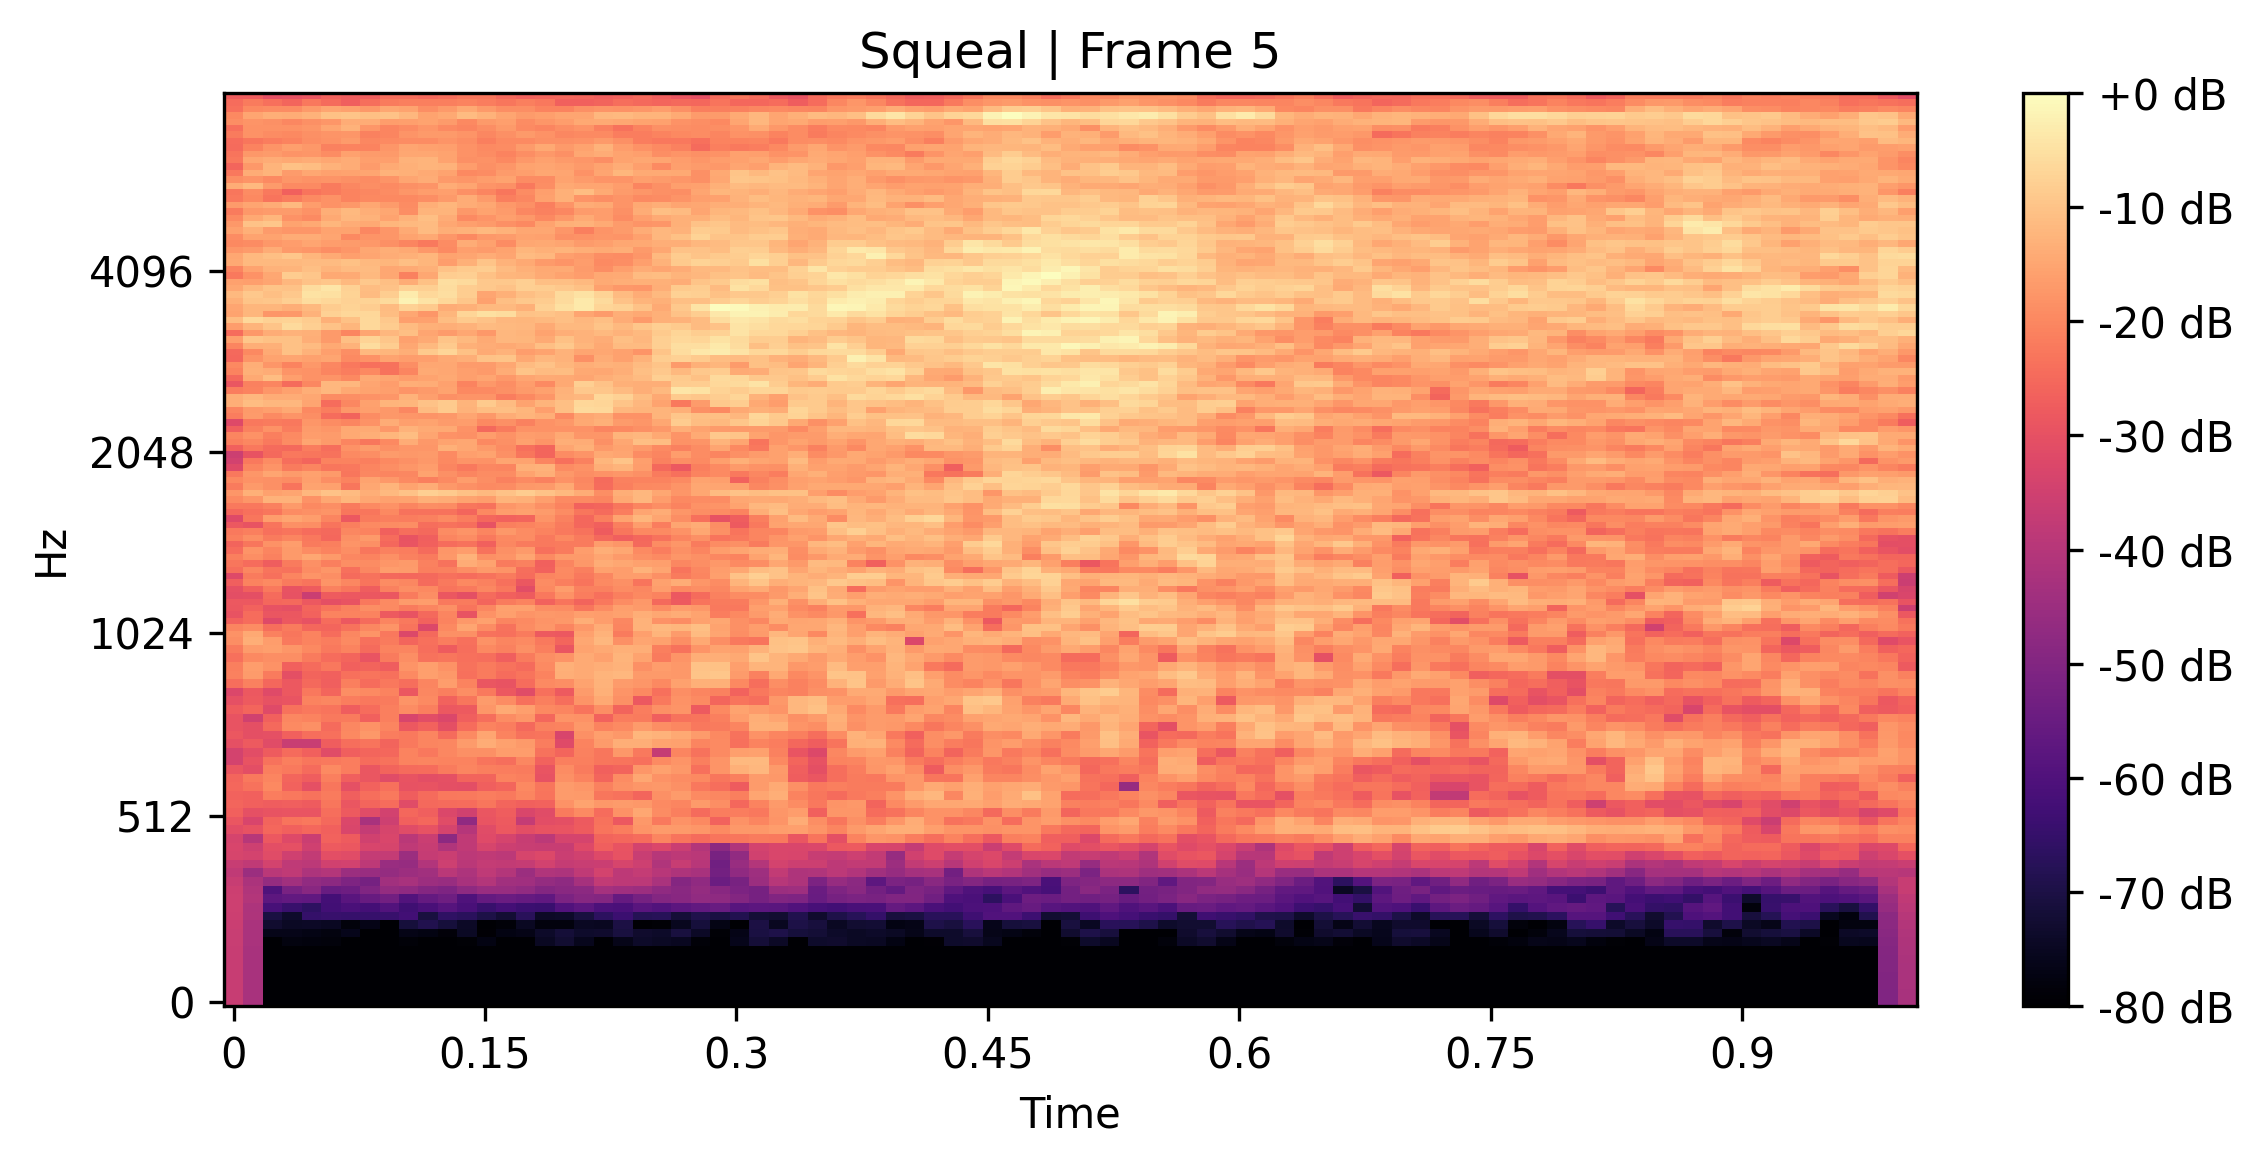 Squeal | Frame 5
Hz
4096
2048
1024
512
0
0 0.15 0.3 0.45 0.6 0.75 0.9
Time
+0 dB
-10 dB
-20 dB
-30 dB
-40 dB
-50 dB
-60 dB
-70 dB
-80 dB